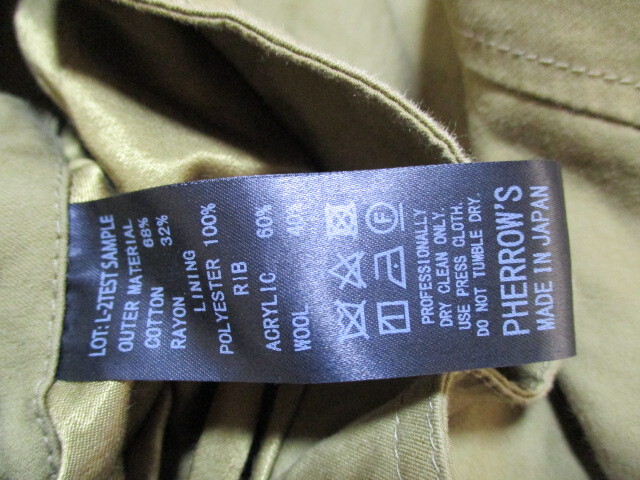 LOT: L-2TEST SAMPLE
OUTER MATERIAL
COTTON 68%
RAYON 32%
LINING
POLYESTER 100%
RIB
ACRYLIC 60%
WOOL 40%
PROFESSIONALLY
DRY CLEAN ONLY.
USE PRESS CLOTH.
DO NOT TUMBLE DRY.
PHERROW'S
MADE IN JAPAN